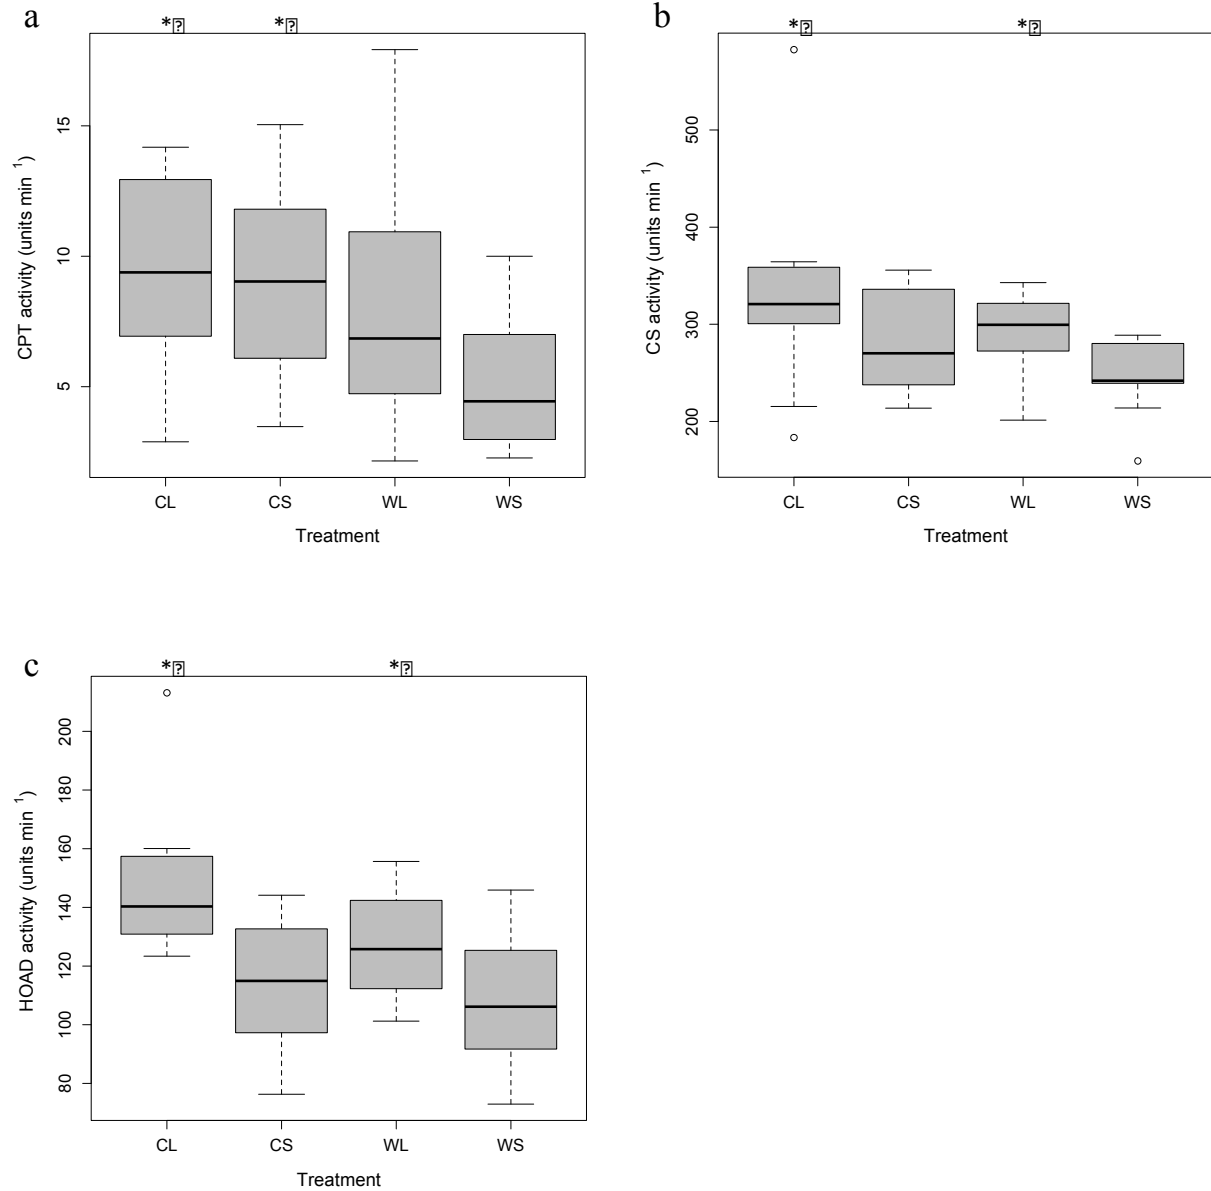 a
*⍰ *⍰
CPT activity (units min 1)
15
10
5
CL CS WL WS
Treatment
b
*⍰ *⍰
CS activity (units min 1)
500
400
300
200
CL CS WL WS
Treatment
c
*⍰ *⍰
HOAD activity (units min 1)
200
180
160
140
120
100
80
CL CS WL WS
Treatment